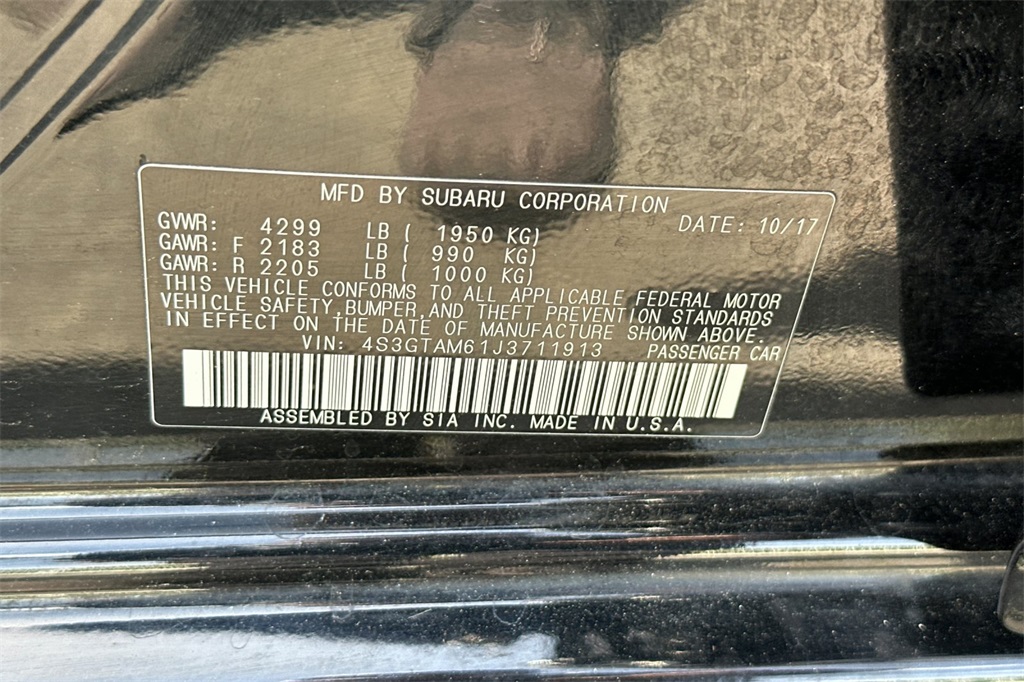 MFD BY SUBARU CORPORATION
GVWR: 4299 LB ( 1950 KG) DATE: 10/17
GAWR: F 2183 LB ( 990 KG)
GAWR: R 2205 LB ( 1000 KG)
THIS VEHICLE CONFORMS TO ALL APPLICABLE FEDERAL MOTOR
VEHICLE SAFETY, BUMPER, AND THEFT PREVENTION STANDARDS
IN EFFECT ON THE DATE OF MANUFACTURE SHOWN ABOVE.
VIN: 4S3GTAM61J3711913 PASSENGER CAR
ASSEMBLED BY SIA INC. MADE IN U.S.A.